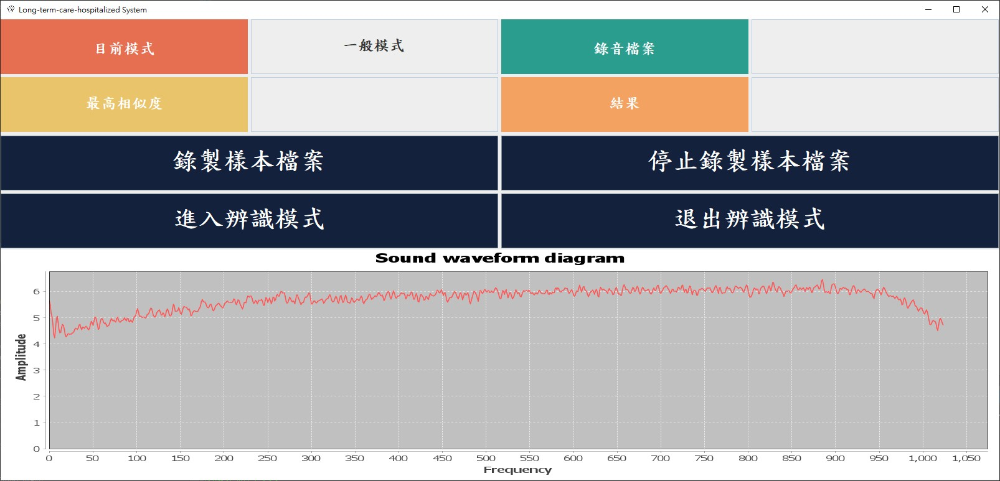 Long-term-care-hospitalized System
目前模式
一般模式
錄音檔案
最高相似度
結果
錄製樣本檔案
停止錄製樣本檔案
進入辨識模式
退出辨識模式
Sound waveform diagram
Amplitude
6
5
4
3
2
1
0
0 50 100 150 200 250 300 350 400 450 500 550 600 650 700 750 800 850 900 950 1,000 1,050
Frequency